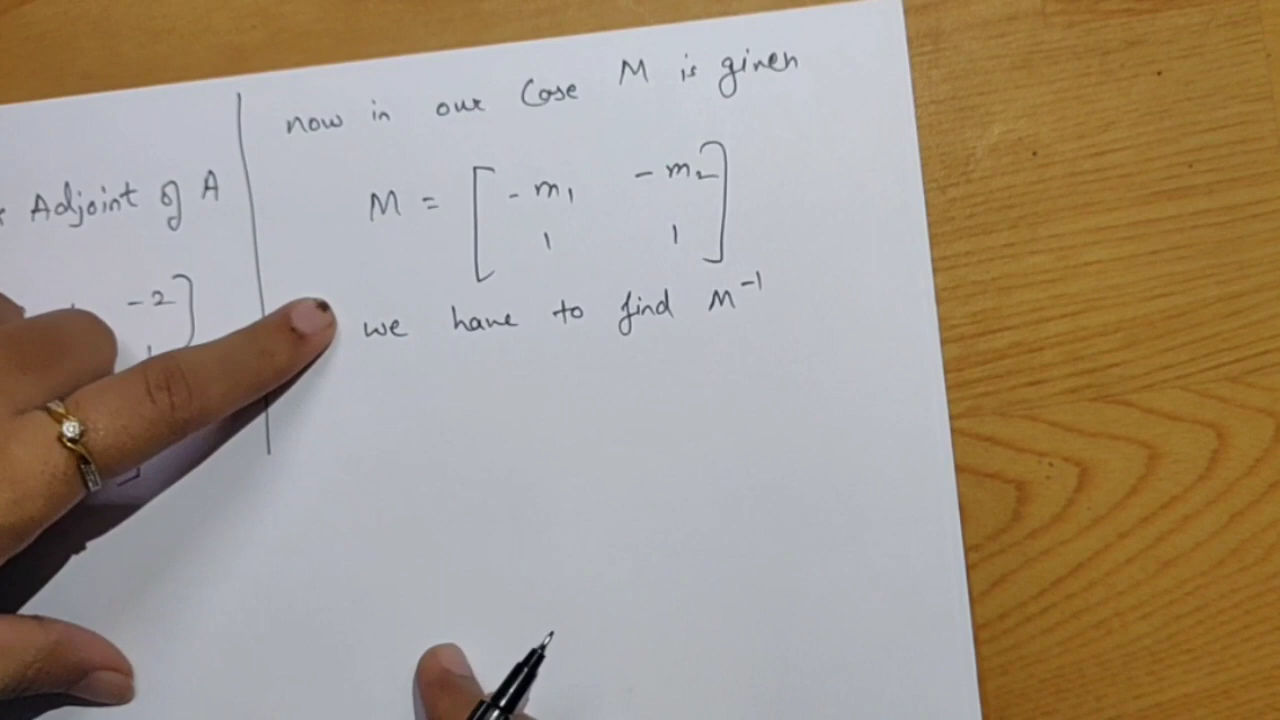 now in our Case M is given
Adjoint of A
M = [ -m₁ -m₂
1 1 ]
-2 ]
we have to find M⁻¹